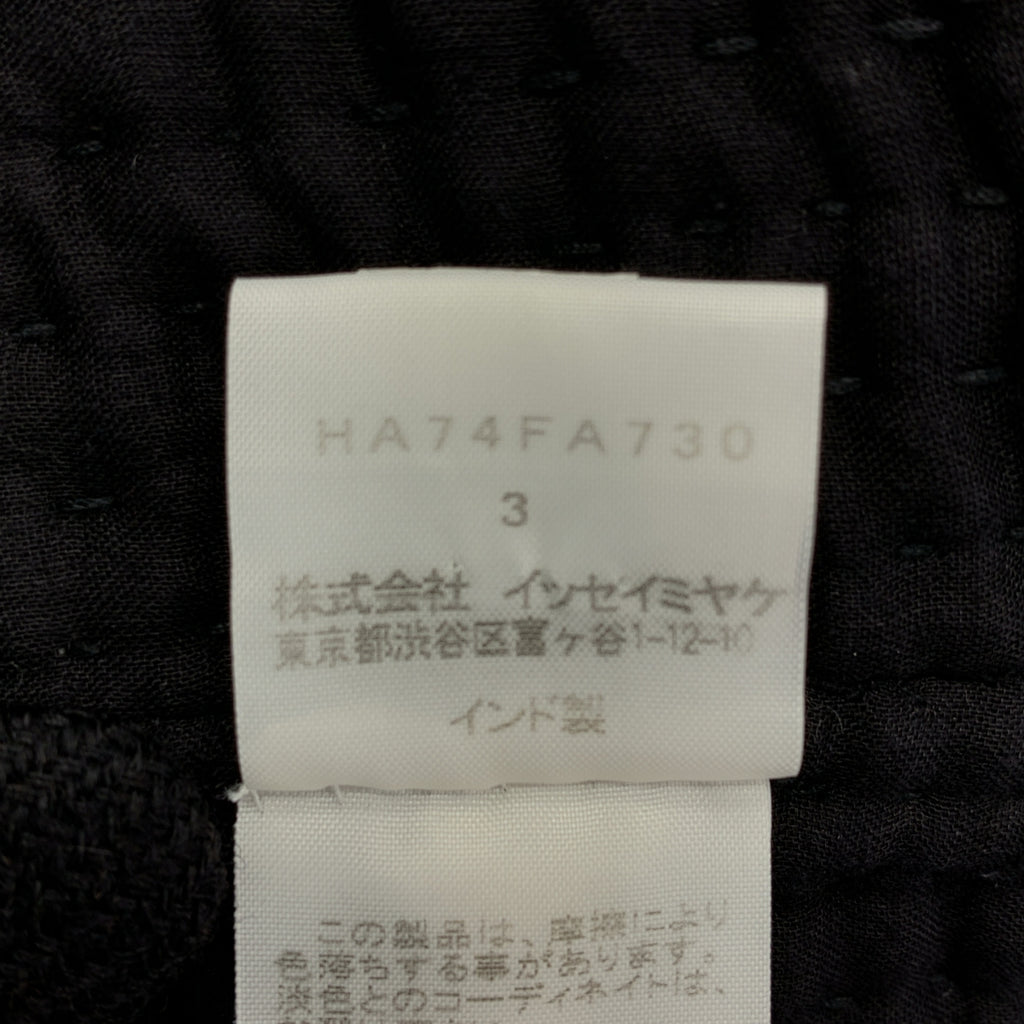 HA74FA730
3
株式会社 イッセイミヤケ
東京都渋谷区富ヶ谷1-12-10
インド製
この製品は、摩擦により
色落ちする事があります。
淡色とのコーディネイトは、